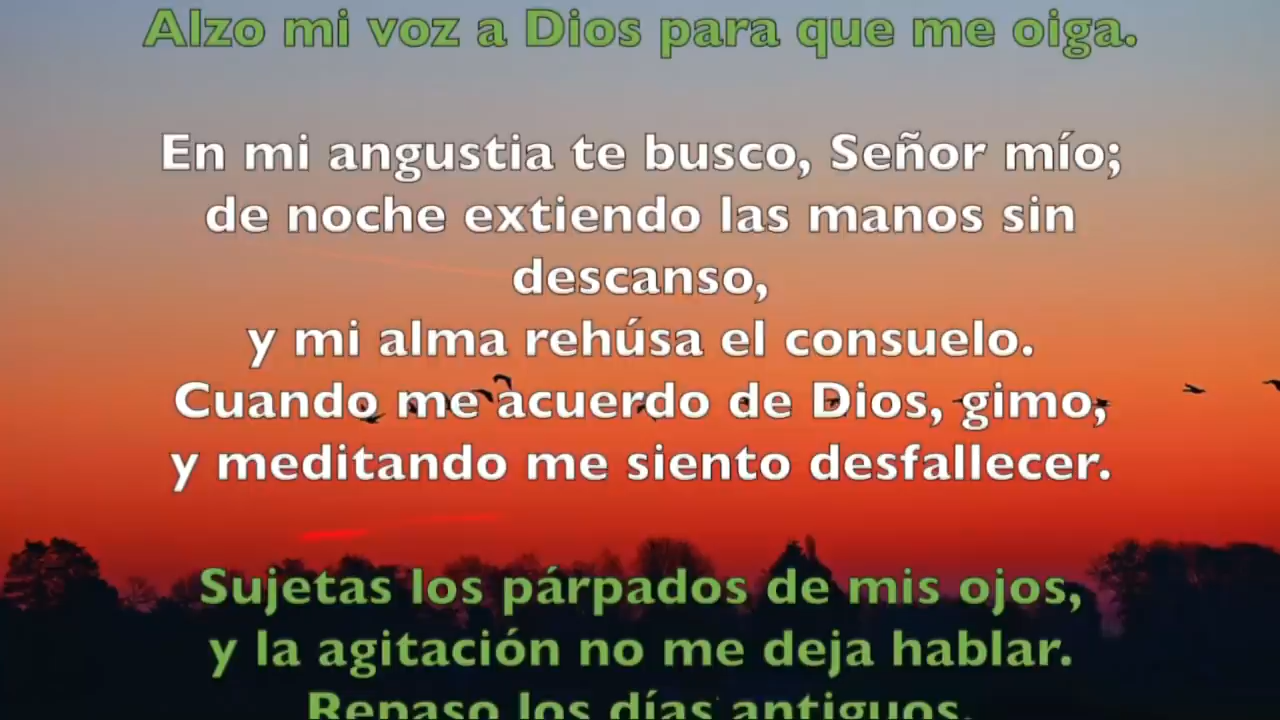 Alzo mi voz a Dios para que me oiga.
En mi angustia te busco, Señor mío;
de noche extiendo las manos sin
descanso,
y mi alma rehúsa el consuelo.
Cuando me acuerdo de Dios, gimo,
y meditando me siento desfallecer.
Sujetas los párpados de mis ojos,
y la agitación no me deja hablar.
Repaso los días antiguos,